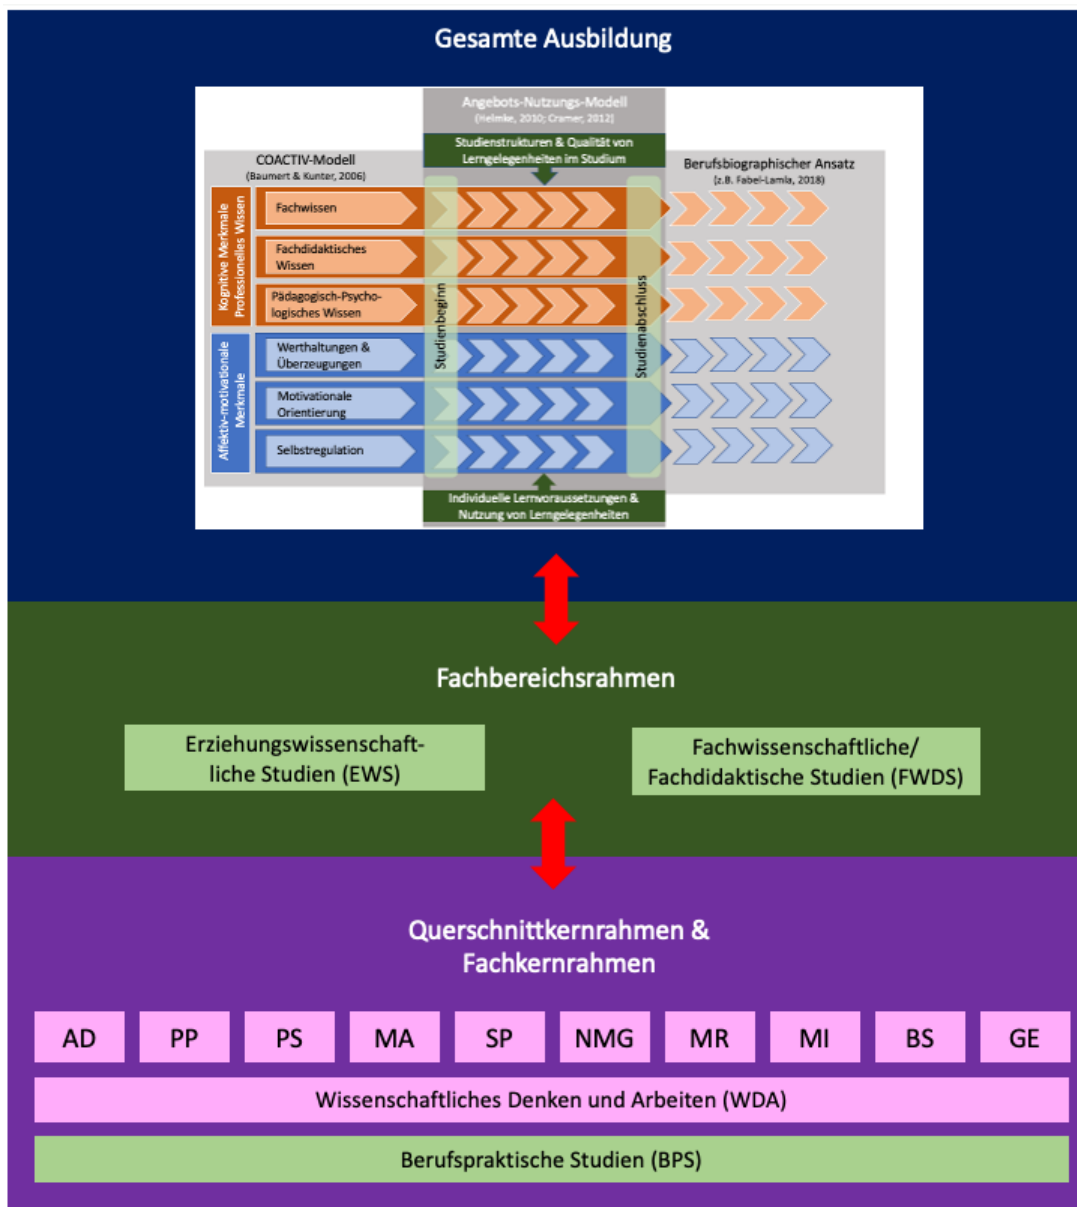 Gesamte Ausbildung
Angebots-Nutzungs-Modell
(Helmke, 2010; Cramer, 2012)
Studienstrukturen & Qualität von
Lerngelegenheiten im Studium
COACTIV-Modell
(Baumert & Kunter, 2006)
Berufsbiographischer Ansatz
(z.B. Fabel-Lamla, 2018)
Kognitive Merkmale
Professionelles Wissen
Fachwissen
Fachdidaktisches
Wissen
Pädagogisch-Psycho-
logisches Wissen
Affektiv-motivationale
Merkmale
Werthaltungen &
Überzeugungen
Motivationale
Orientierung
Selbstregulation
Studienbeginn
Studienabschluss
Individuelle Lernvoraussetzungen &
Nutzung von Lerngelegenheiten
Fachbereichsrahmen
Erziehungswissenschaft-
liche Studien (EWS)
Fachwissenschaftliche/
Fachdidaktische Studien (FWDS)
Querschnittkernrahmen &
Fachkernrahmen
AD PP PS MA SP NMG MR MI BS GE
Wissenschaftliches Denken und Arbeiten (WDA)
Berufspraktische Studien (BPS)